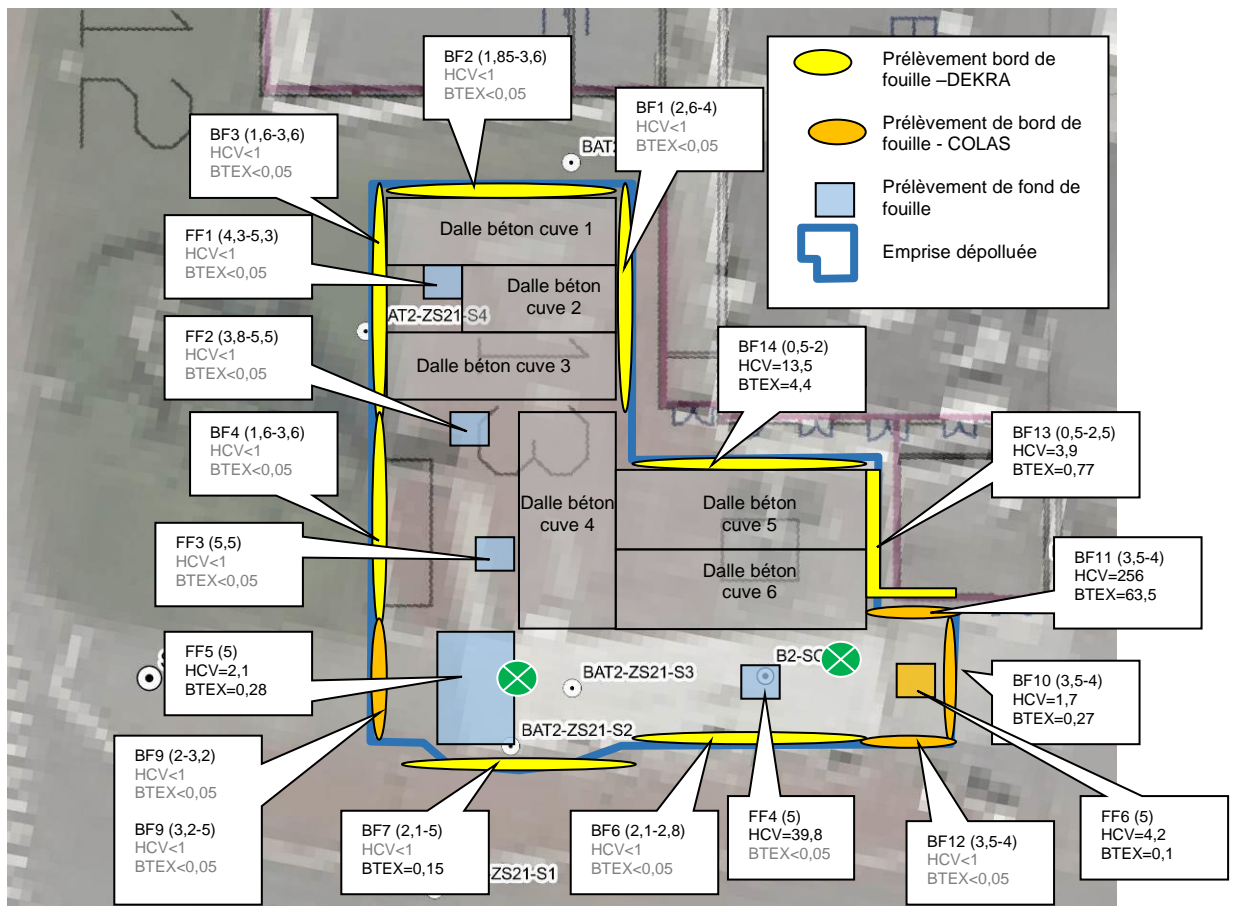 BF2 (1,85-3,6)
HCV<1
BTEX<0,05
BF1 (2,6-4)
HCV<1
BTEX<0,05
BF3 (1,6-3,6)
HCV<1
BTEX<0,05
FF1 (4,3-5,3)
HCV<1
BTEX<0,05
FF2 (3,8-5,5)
HCV<1
BTEX<0,05
BF4 (1,6-3,6)
HCV<1
BTEX<0,05
FF3 (5,5)
HCV<1
BTEX<0,05
FF5 (5)
HCV=2,1
BTEX=0,28
BF9 (2-3,2)
HCV<1
BTEX<0,05
BF9 (3,2-5)
HCV<1
BTEX<0,05
BF7 (2,1-5)
HCV<1
BTEX=0,15
BF6 (2,1-2,8)
HCV<1
BTEX<0,05
FF4 (5)
HCV=39,8
BTEX<0,05
BF12 (3,5-4)
HCV<1
BTEX<0,05
FF6 (5)
HCV=4,2
BTEX=0,1
BF10 (3,5-4)
HCV=1,7
BTEX=0,27
BF11 (3,5-4)
HCV=256
BTEX=63,5
BF13 (0,5-2,5)
HCV=3,9
BTEX=0,77
BF14 (0,5-2)
HCV=13,5
BTEX=4,4
Prélèvement bord de
fouille –DEKRA
Prélèvement de bord de
fouille - COLAS
Prélèvement de fond de
fouille
Emprise dépolluée
Dalle béton cuve 1
Dalle béton
cuve 2
Dalle béton cuve 3
Dalle béton
cuve 4
Dalle béton
cuve 5
Dalle béton
cuve 6
BAT2
AT2-ZS21-S4
BAT2-ZS21-S3
BAT2-ZS21-S2
ZS21-S1
B2-SC